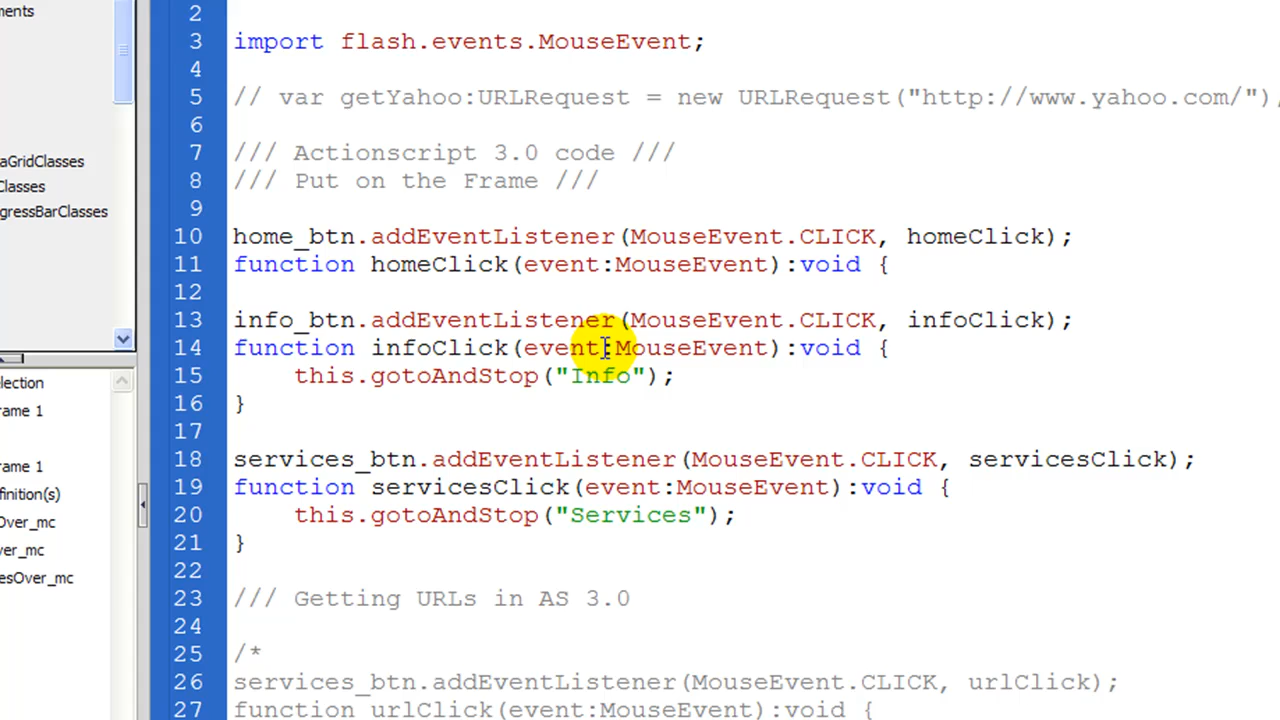 ments
aGridClasses
Classes
gressBarClasses
election
rame 1
rame 1
finition(s)
Over_mc
ver_mc
esOver_mc
2
3 import flash.events.MouseEvent;
4
5 // var getYahoo:URLRequest = new URLRequest("http://www.yahoo.com/");
6
7 /// Actionscript 3.0 code ///
8 /// Put on the Frame ///
9
10 home_btn.addEventListener(MouseEvent.CLICK, homeClick);
11 function homeClick(event:MouseEvent):void {
12
13 info_btn.addEventListener(MouseEvent.CLICK, infoClick);
14 function infoClick(event:MouseEvent):void {
15 this.gotoAndStop("Info");
16 }
17
18 services_btn.addEventListener(MouseEvent.CLICK, servicesClick);
19 function servicesClick(event:MouseEvent):void {
20 this.gotoAndStop("Services");
21 }
22
23 /// Getting URLs in AS 3.0
24
25 /*
26 services_btn.addEventListener(MouseEvent.CLICK, urlClick);
27 function urlClick(event:MouseEvent):void {